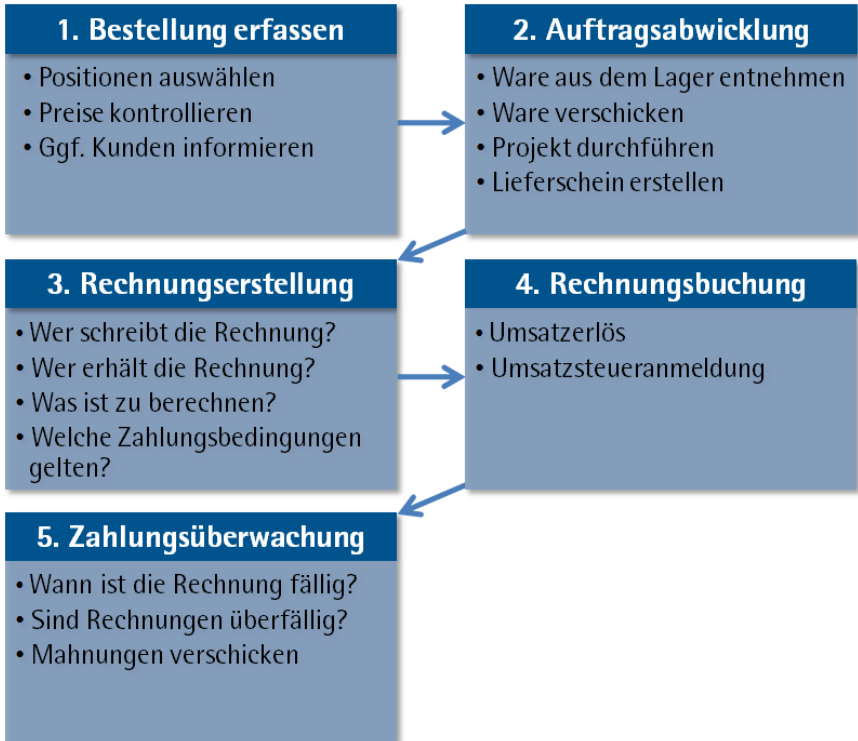 1. Bestellung erfassen
• Positionen auswählen
• Preise kontrollieren
• Ggf. Kunden informieren
2. Auftragsabwicklung
• Ware aus dem Lager entnehmen
• Ware verschicken
• Projekt durchführen
• Lieferschein erstellen
3. Rechnungserstellung
• Wer schreibt die Rechnung?
• Wer erhält die Rechnung?
• Was ist zu berechnen?
• Welche Zahlungsbedingungen
gelten?
4. Rechnungsbuchung
• Umsatzerlös
• Umsatzsteueranmeldung
5. Zahlungsüberwachung
• Wann ist die Rechnung fällig?
• Sind Rechnungen überfällig?
• Mahnungen verschicken